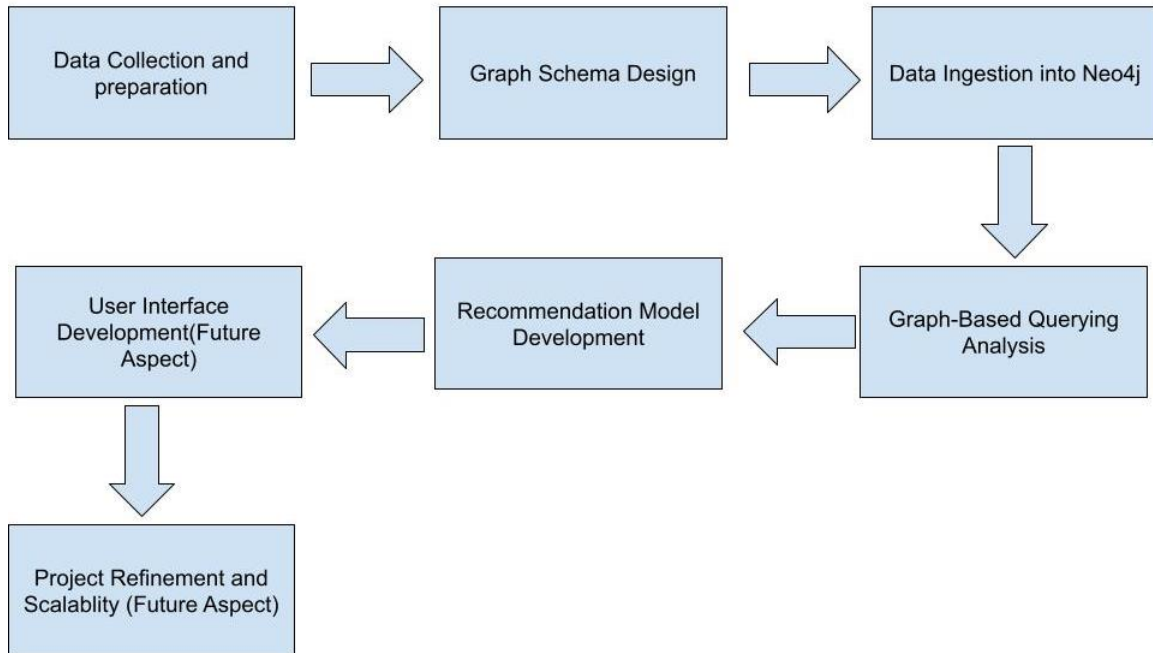 Data Collection and
preparation
Graph Schema Design
Data Ingestion into Neo4j
Graph-Based Querying
Analysis
Recommendation Model
Development
User Interface
Development(Future
Aspect)
Project Refinement and
Scalablity (Future Aspect)